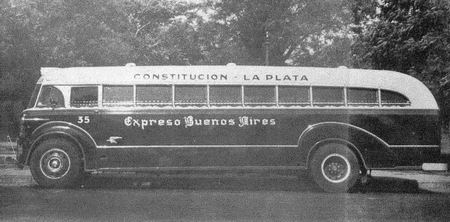 CONSTITUCION - LA PLATA
35
Expreso Buenos Aires